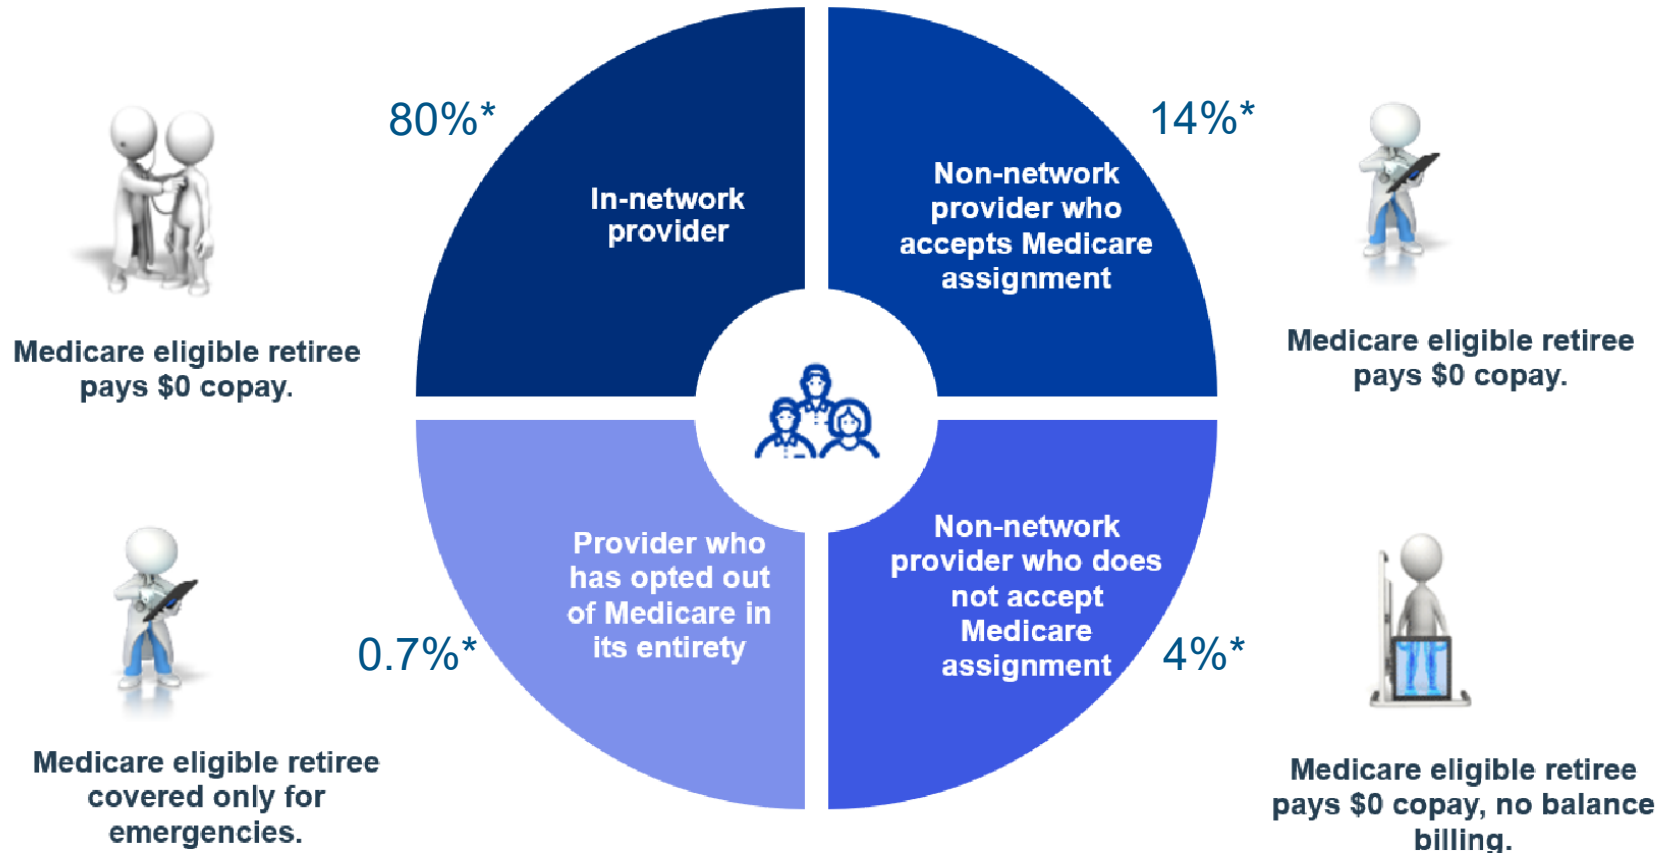 80%*
In-network
provider
Medicare eligible retiree
pays $0 copay.
14%*
Non-network
provider who
accepts Medicare
assignment
Medicare eligible retiree
pays $0 copay.
0.7%*
Provider who
has opted out
of Medicare in
its entirety
Medicare eligible retiree
covered only for
emergencies.
4%*
Non-network
provider who does
not accept
Medicare
assignment
Medicare eligible retiree
pays $0 copay, no balance
billing.